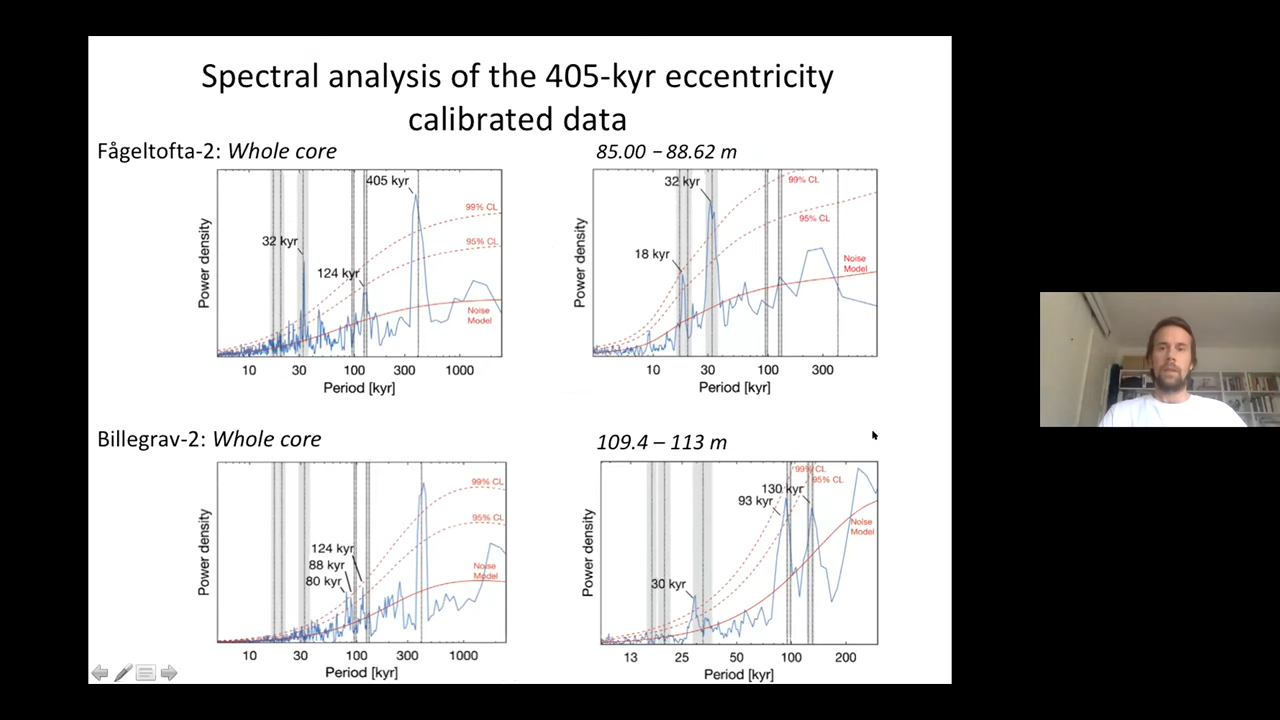 Spectral analysis of the 405-kyr eccentricity
calibrated data
Fågeltofta-2: Whole core
85.00 – 88.62 m
Power density
405 kyr
32 kyr
124 kyr
99% CL
95% CL
Noise
Model
10 30 100 300 1000
Period [kyr]
Power density
32 kyr
18 kyr
99% CL
95% CL
Noise
Model
10 30 100 300
Period [kyr]
Billegrav-2: Whole core
109.4 – 113 m
Power density
124 kyr
88 kyr
80 kyr
99% CL
95% CL
Noise
Model
10 30 100 300 1000
Period [kyr]
Power density
99% CL
95% CL
130 kyr
93 kyr
30 kyr
Noise
Model
13 25 50 100 200
Period [kyr]